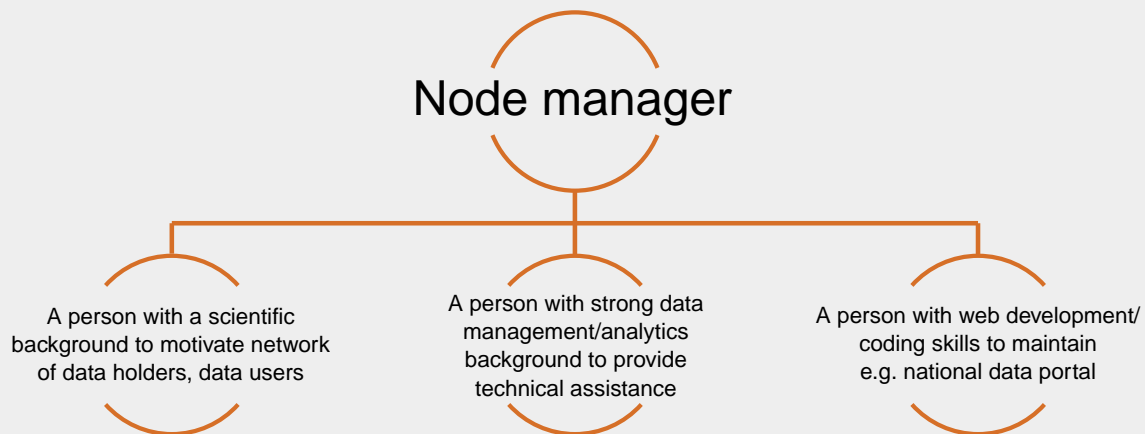 Node manager
A person with a scientific
background to motivate network
of data holders, data users
A person with strong data
management/analytics
background to provide
technical assistance
A person with web development/
coding skills to maintain
e.g. national data portal